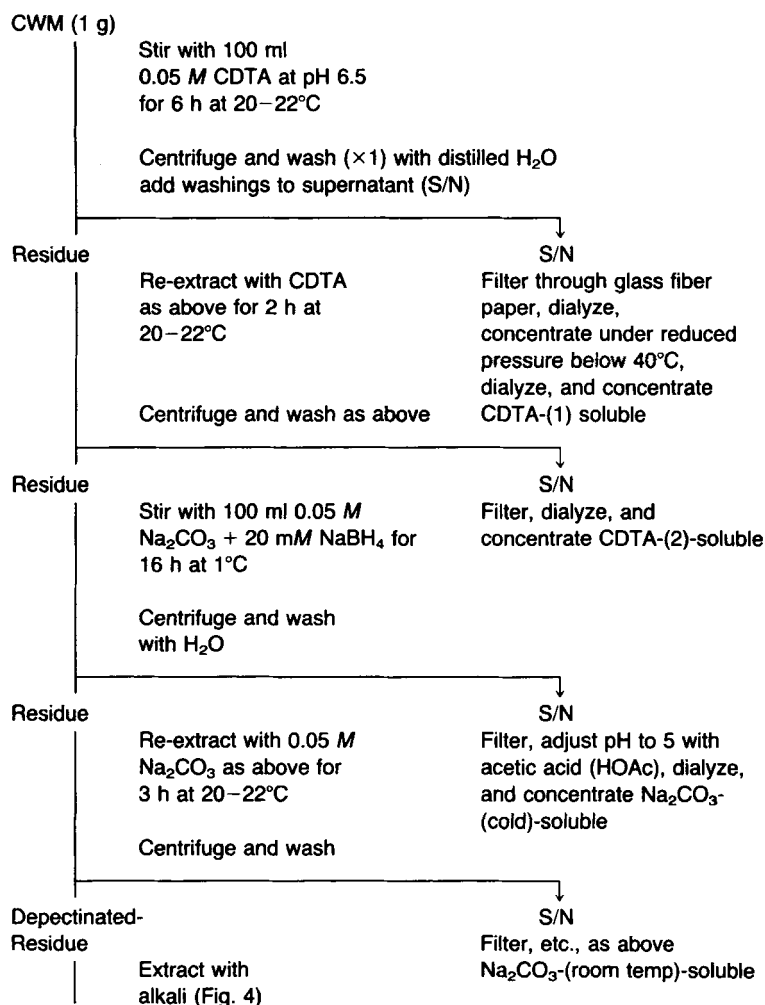 CWM (1 g)
Stir with 100 ml
0.05 M CDTA at pH 6.5
for 6 h at 20–22°C
Centrifuge and wash (×1) with distilled H₂O
add washings to supernatant (S/N)
Residue
S/N
Re-extract with CDTA
as above for 2 h at
20–22°C
Centrifuge and wash as above
Filter through glass fiber
paper, dialyze,
concentrate under reduced
pressure below 40°C,
dialyze, and concentrate
CDTA-(1) soluble
Residue
S/N
Stir with 100 ml 0.05 M
Na₂CO₃ + 20 mM NaBH₄ for
16 h at 1°C
Centrifuge and wash
with H₂O
Filter, dialyze, and
concentrate CDTA-(2)-soluble
Residue
S/N
Re-extract with 0.05 M
Na₂CO₃ as above for
3 h at 20–22°C
Centrifuge and wash
Filter, adjust pH to 5 with
acetic acid (HOAc), dialyze,
and concentrate Na₂CO₃-
(cold)-soluble
Depectinated-
Residue
S/N
Filter, etc., as above
Na₂CO₃-(room temp)-soluble
Extract with
alkali (Fig. 4)